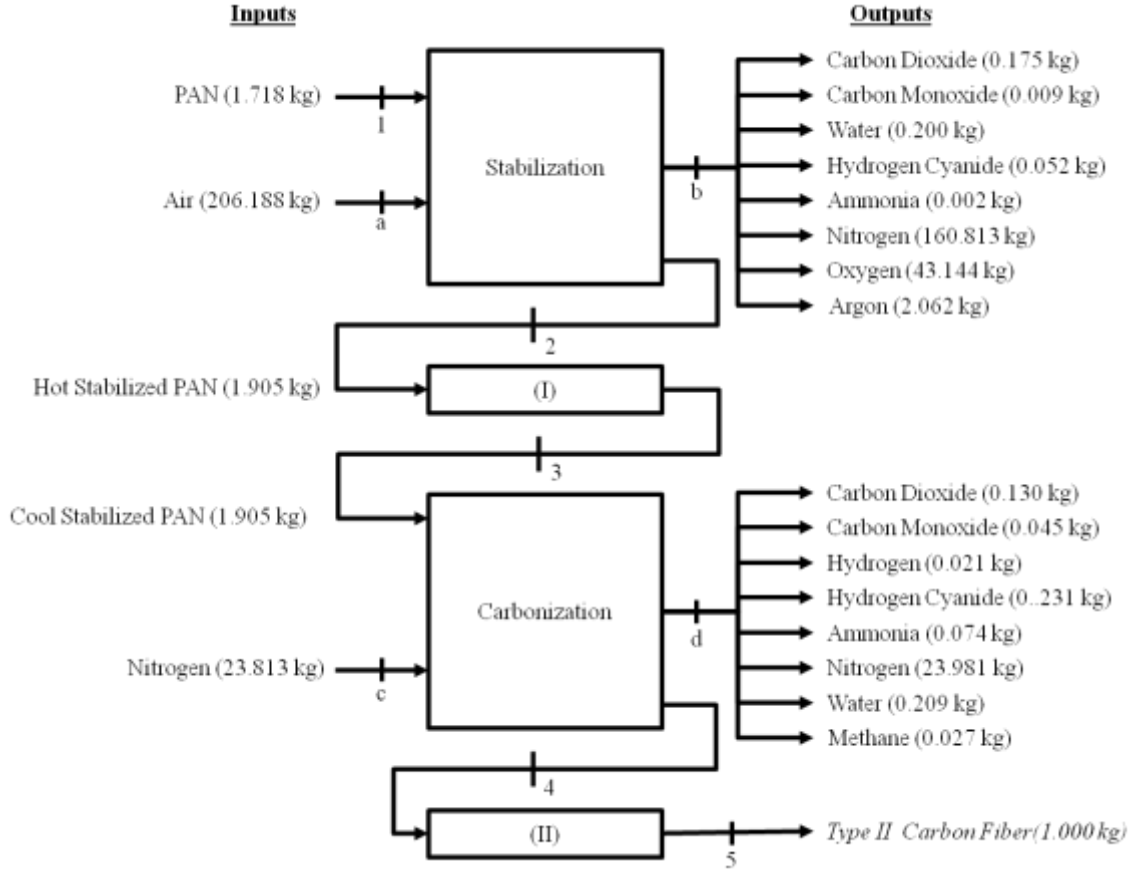 Inputs
Outputs
PAN (1.718 kg)
1
Air (206.188 kg)
a
Stabilization
b
Carbon Dioxide (0.175 kg)
Carbon Monoxide (0.009 kg)
Water (0.200 kg)
Hydrogen Cyanide (0.052 kg)
Ammonia (0.002 kg)
Nitrogen (160.813 kg)
Oxygen (43.144 kg)
Argon (2.062 kg)
2
Hot Stabilized PAN (1.905 kg)
(I)
3
Cool Stabilized PAN (1.905 kg)
Carbonization
Nitrogen (23.813 kg)
c
d
Carbon Dioxide (0.130 kg)
Carbon Monoxide (0.045 kg)
Hydrogen (0.021 kg)
Hydrogen Cyanide (0..231 kg)
Ammonia (0.074 kg)
Nitrogen (23.981 kg)
Water (0.209 kg)
Methane (0.027 kg)
4
(II)
5
Type II Carbon Fiber(1.000 kg)